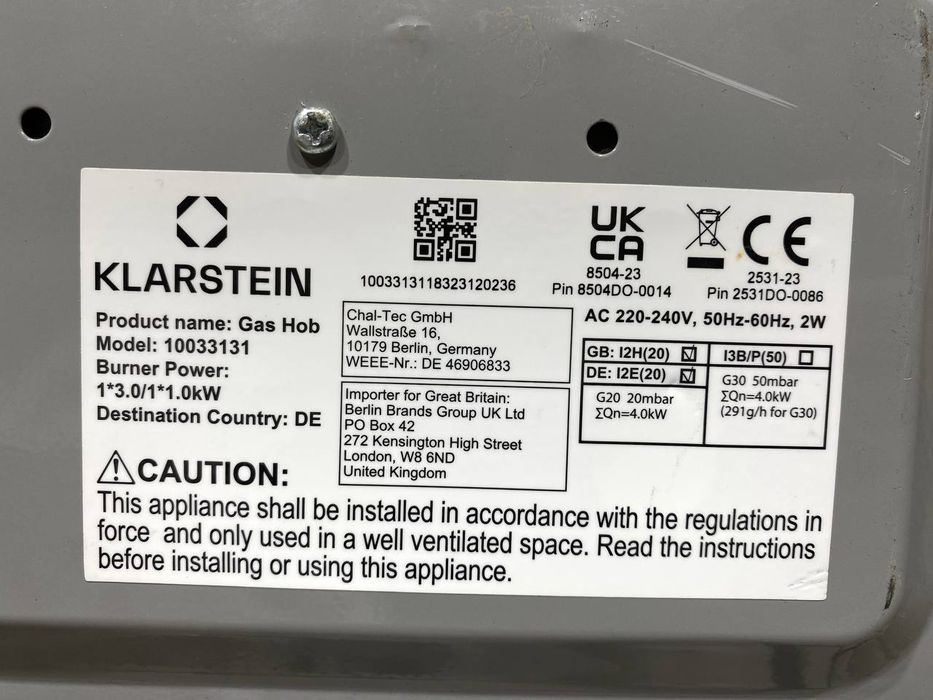 KLARSTEIN
Product name: Gas Hob
Model: 10033131
Burner Power:
1*3.0/1*1.0kW
Destination Country: DE
1003313118323120236
Chal-Tec GmbH
Wallstraße 16,
10179 Berlin, Germany
WEEE-Nr.: DE 46906833
Importer for Great Britain:
Berlin Brands Group UK Ltd
PO Box 42
272 Kensington High Street
London, W8 6ND
United Kingdom
UK
CA
8504-23
Pin 8504DO-0014
CE
2531-23
Pin 2531DO-0086
AC 220-240V, 50Hz-60Hz, 2W
GB: I2H(20) ☑
DE: I2E(20) ☑
G20 20mbar
ΣQn=4.0kW
I3B/P(50) ☐
G30 50mbar
ΣQn=4.0kW
(291g/h for G30)
CAUTION:
This appliance shall be installed in accordance with the regulations in
force and only used in a well ventilated space. Read the instructions
before installing or using this appliance.